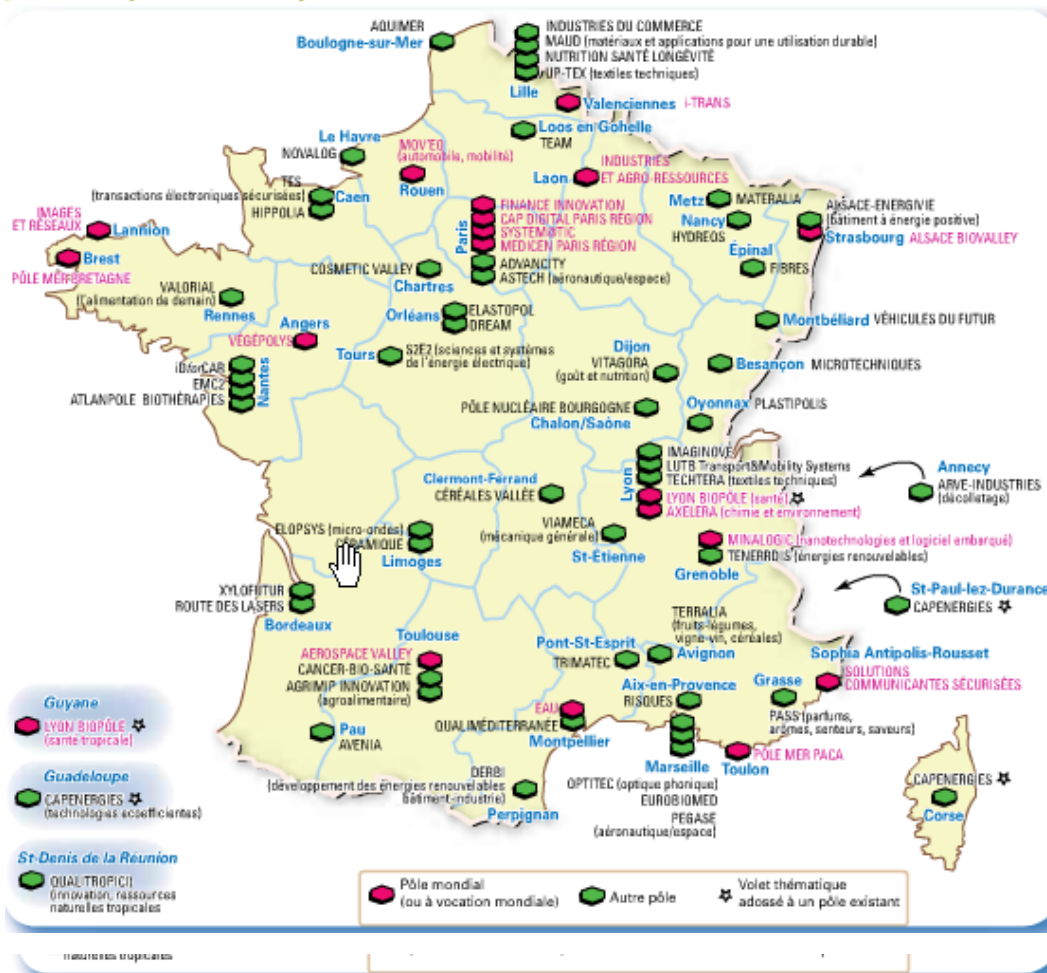 AQUIMER
Boulogne-sur-Mer
INDUSTRIES DU COMMERCE
MAUD (matériaux et applications pour une utilisation durable)
NUTRITION SANTÉ LONGÉVITÉ
UP-TEX (textiles techniques)
Lille
Valenciennes i-TRANS
Loos en Gohelle
TEAM
Le Havre
NOVALOG
MOV'EO
(automobile, mobilité)
Rouen
INDUSTRIES
ET AGRO-RESSOURCES
Laon
TES
(transactions électroniques sécurisées)
HIPPOLIA
Caen
IMAGES
ET RÉSEAUX
Lannion
Brest
PÔLE MER BRETAGNE
VALORIAL
(l'alimentation de demain)
Rennes
Paris
FINANCE INNOVATION
CAP DIGITAL PARIS RÉGION
SYSTEM@TIC
MEDICEN PARIS RÉGION
ADVANCITY
ASTECH (aéronautique/espace)
Metz
MATERALIA
Nancy
HYDREOS
ALSACE-ENERGIVIE
(bâtiment à énergie positive)
Strasbourg ALSACE BIOVALLEY
Épinal
FIBRES
COSMETIC VALLEY
Chartres
Orléans
ELASTOPOL
DREAM
Angers
VÉGÉPOLYS
Tours
S2E2 (sciences et systèmes
de l'énergie électrique)
Montbéliard VÉHICULES DU FUTUR
Dijon
VITAGORA
(goût et nutrition)
Besançon MICROTECHNIQUES
iDforCAR
EMC2
ATLANPOLE BIOTHÉRAPIES
Nantes
PÔLE NUCLÉAIRE BOURGOGNE
Chalon/Saône
Oyonnax PLASTIPOLIS
Lyon
IMAGINOVE
LUTB Transport&Mobility Systems
TECHTERA (textiles techniques)
LYON BIOPÔLE (santé)
AXELERA (chimie et environnement)
Annecy
ARVE-INDUSTRIES
(décolletage)
Clermont-Ferrand
CÉRÉALES VALLÉE
VIAMECA
(mécanique générale)
St-Étienne
ELOPSYS (micro-ondes)
CÉRAMIQUE
Limoges
MINALOGIC (nanotechnologies et logiciel embarqué)
TENERRDIS (énergies renouvelables)
Grenoble
St-Paul-lez-Durance
CAPENERGIES
XYLOFUTUR
ROUTE DES LASERS
Bordeaux
Toulouse
AEROSPACE VALLEY
CANCER-BIO-SANTÉ
AGRIMIP INNOVATION
(agroalimentaire)
Pont-St-Esprit
TRIMATEC
TERRALIA
(fruits-légumes,
vigne-vin, céréales)
Avignon
Sophia Antipolis-Rousset
SOLUTIONS
COMMUNICANTES SÉCURISÉES
Aix-en-Provence
RISQUES
Grasse
PASS (parfums,
arômes, senteurs, saveurs)
EAU
QUALIMÉDITERRANÉE
Montpellier
Pau
AVENIA
Marseille
OPTITEC (optique phonique)
EUROBIOMED
PEGASE
(aéronautique/espace)
PÔLE MER PACA
Toulon
DERBI
(développement des énergies renouvelables
bâtiment-industrie)
Perpignan
CAPENERGIES
Corse
Guyane
LYON BIOPÔLE
(santé tropicale)
Guadeloupe
CAPENERGIES
(technologies ecoefficientes)
St-Denis de la Réunion
QUALITROPIC
(innovation, ressources
naturelles tropicales
Pôle mondial
(ou à vocation mondiale)
Autre pôle
Volet thématique
adossé à un pôle existant
naturelles tropicales